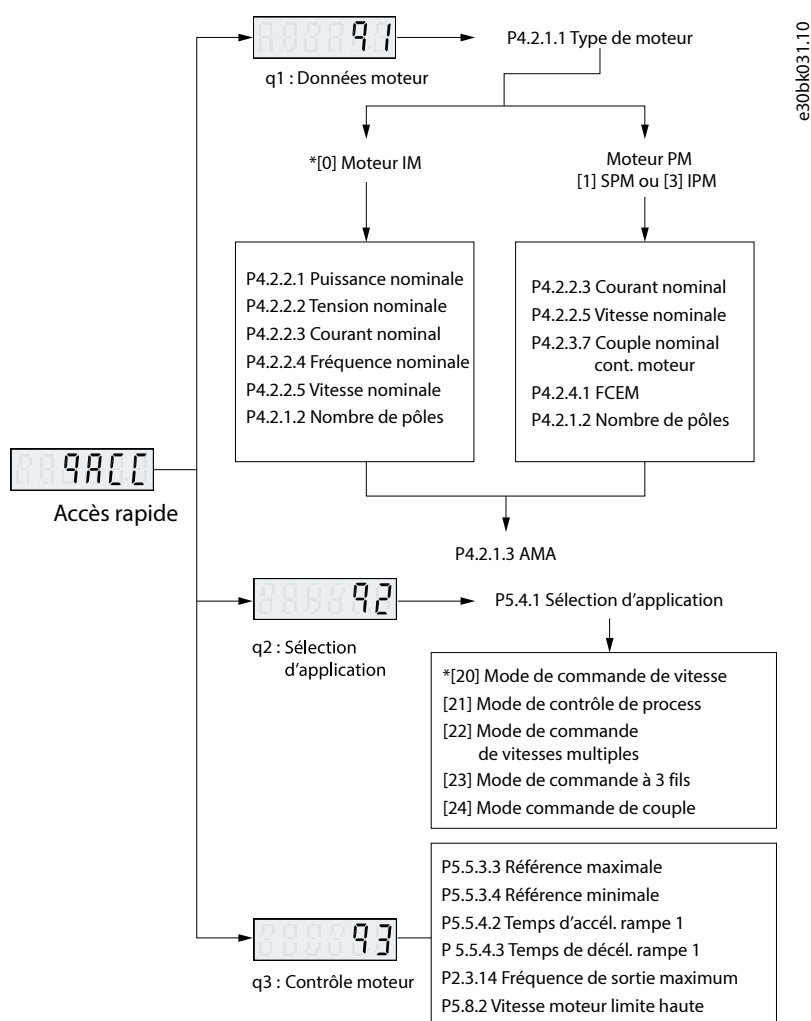 e30bk031.10
q1
P4.2.1.1 Type de moteur
q1 : Données moteur
*[0] Moteur IM
Moteur PM
[1] SPM ou [3] IPM
P4.2.2.1 Puissance nominale
P4.2.2.2 Tension nominale
P4.2.2.3 Courant nominal
P4.2.2.4 Fréquence nominale
P4.2.2.5 Vitesse nominale
P4.2.1.2 Nombre de pôles
P4.2.2.3 Courant nominal
P4.2.2.5 Vitesse nominale
P4.2.3.7 Couple nominal
cont. moteur
P4.2.4.1 FCEM
P4.2.1.2 Nombre de pôles
qACC
Accès rapide
P4.2.1.3 AMA
q2
P5.4.1 Sélection d'application
q2 : Sélection
d'application
*[20] Mode de commande de vitesse
[21] Mode de contrôle de process
[22] Mode de commande
de vitesses multiples
[23] Mode de commande à 3 fils
[24] Mode commande de couple
q3
q3 : Contrôle moteur
P5.5.3.3 Référence maximale
P5.5.3.4 Référence minimale
P5.5.4.2 Temps d'accél. rampe 1
P 5.5.4.3 Temps de décél. rampe 1
P2.3.14 Fréquence de sortie maximum
P5.8.2 Vitesse moteur limite haute